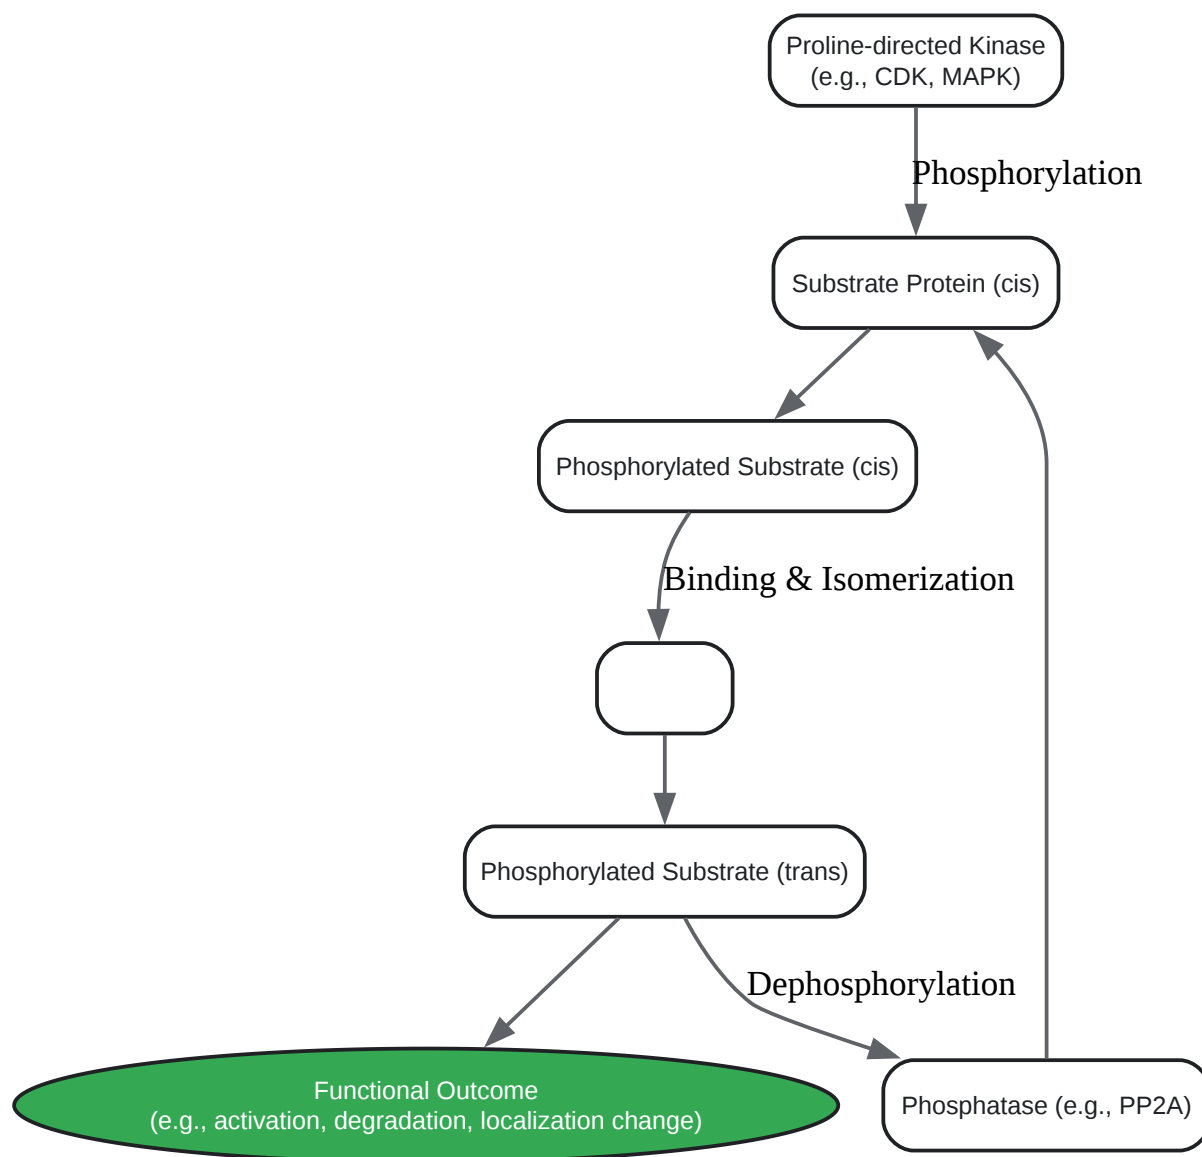 Proline-directed Kinase
(e.g., CDK, MAPK)
Phosphorylation
Substrate Protein (cis)
Phosphorylated Substrate (cis)
Binding & Isomerization
Phosphorylated Substrate (trans)
Dephosphorylation
Functional Outcome
(e.g., activation, degradation, localization change)
Phosphatase (e.g., PP2A)